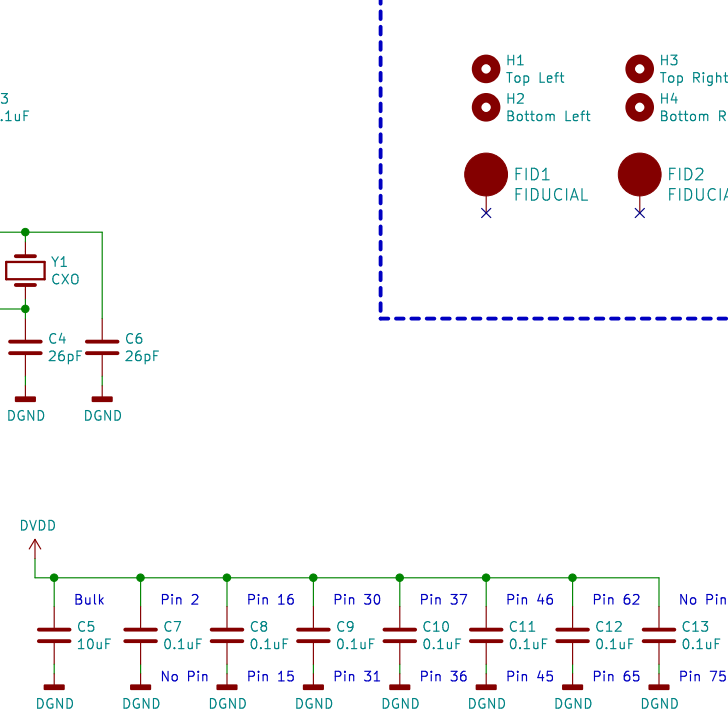 H1
Top Left
H3
Top Right
H2
Bottom Left
H4
Bottom R
3
.1uF
FID1
FIDUCIAL
FID2
FIDUCIA
Y1
CXO
C4
26pF
C6
26pF
DGND
DGND
DVDD
Bulk
Pin 2
Pin 16
Pin 30
Pin 37
Pin 46
Pin 62
No Pin
C5
10uF
C7
0.1uF
C8
0.1uF
C9
0.1uF
C10
0.1uF
C11
0.1uF
C12
0.1uF
C13
0.1uF
No Pin
Pin 15
Pin 31
Pin 36
Pin 45
Pin 65
Pin 75
DGND
DGND
DGND
DGND
DGND
DGND
DGND
DGND